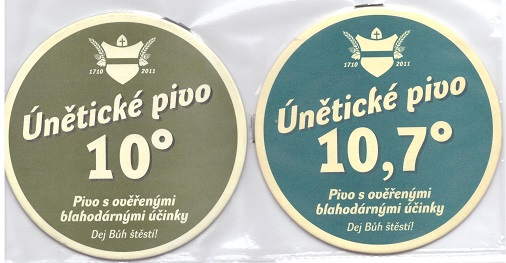 1710 2011
Únětické pivo
10°
Pivo s ověřenými
blahodárnými účinky
Dej Bůh štěstí!
1710 2011
Únětické pivo
10,7°
Pivo s ověřenými
blahodárnými účinky
Dej Bůh štěstí!